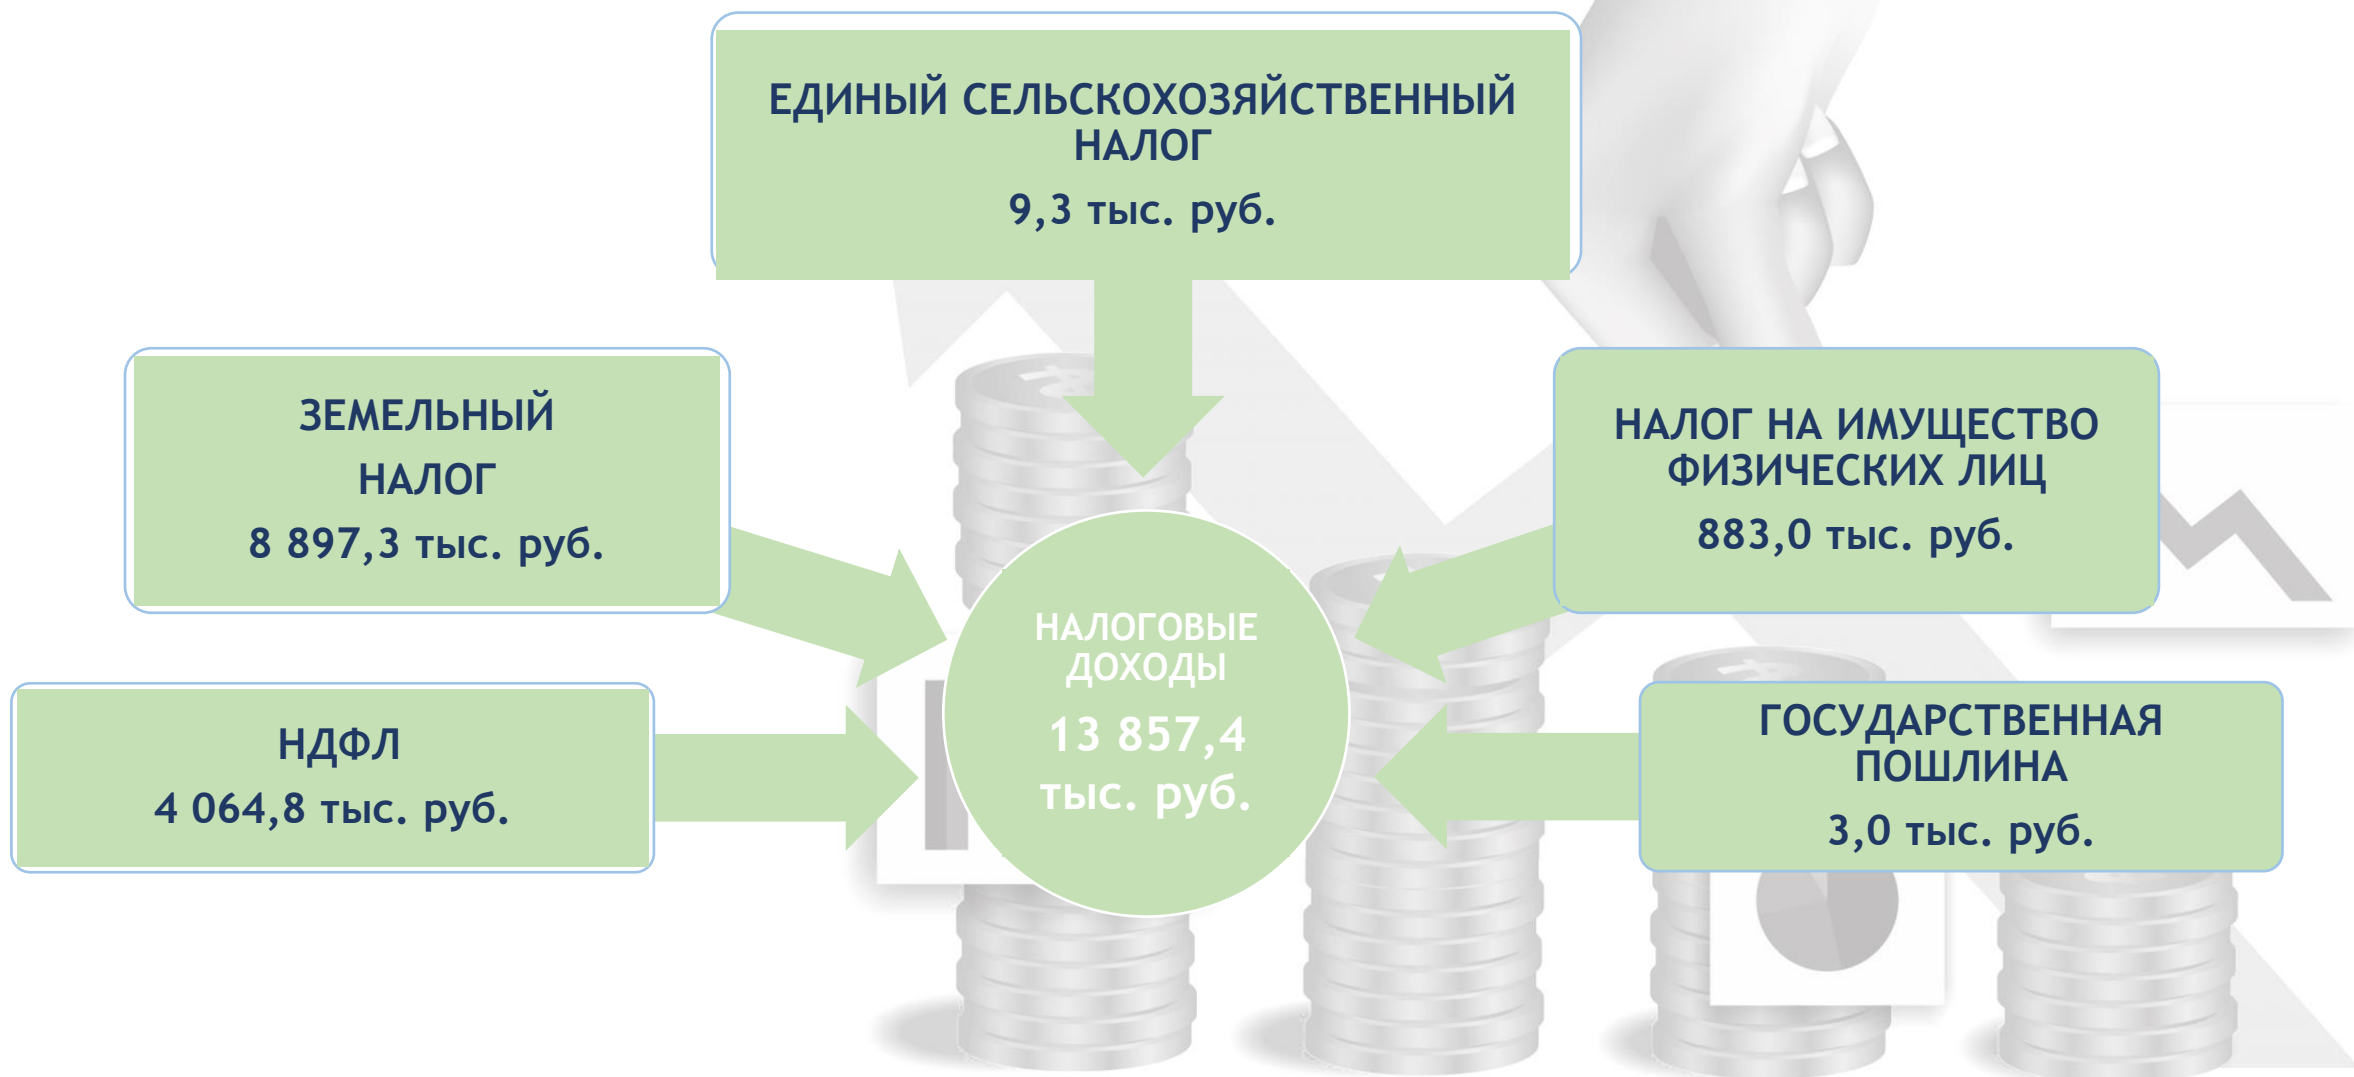 ЕДИНЫЙ СЕЛЬСКОХОЗЯЙСТВЕННЫЙ
НАЛОГ
9,3 тыс. руб.
ЗЕМЕЛЬНЫЙ
НАЛОГ
8 897,3 тыс. руб.
НАЛОГ НА ИМУЩЕСТВО
ФИЗИЧЕСКИХ ЛИЦ
883,0 тыс. руб.
НДФЛ
4 064,8 тыс. руб.
НАЛОГОВЫЕ
ДОХОДЫ
13 857,4
тыс. руб.
ГОСУДАРСТВЕННАЯ
ПОШЛИНА
3,0 тыс. руб.